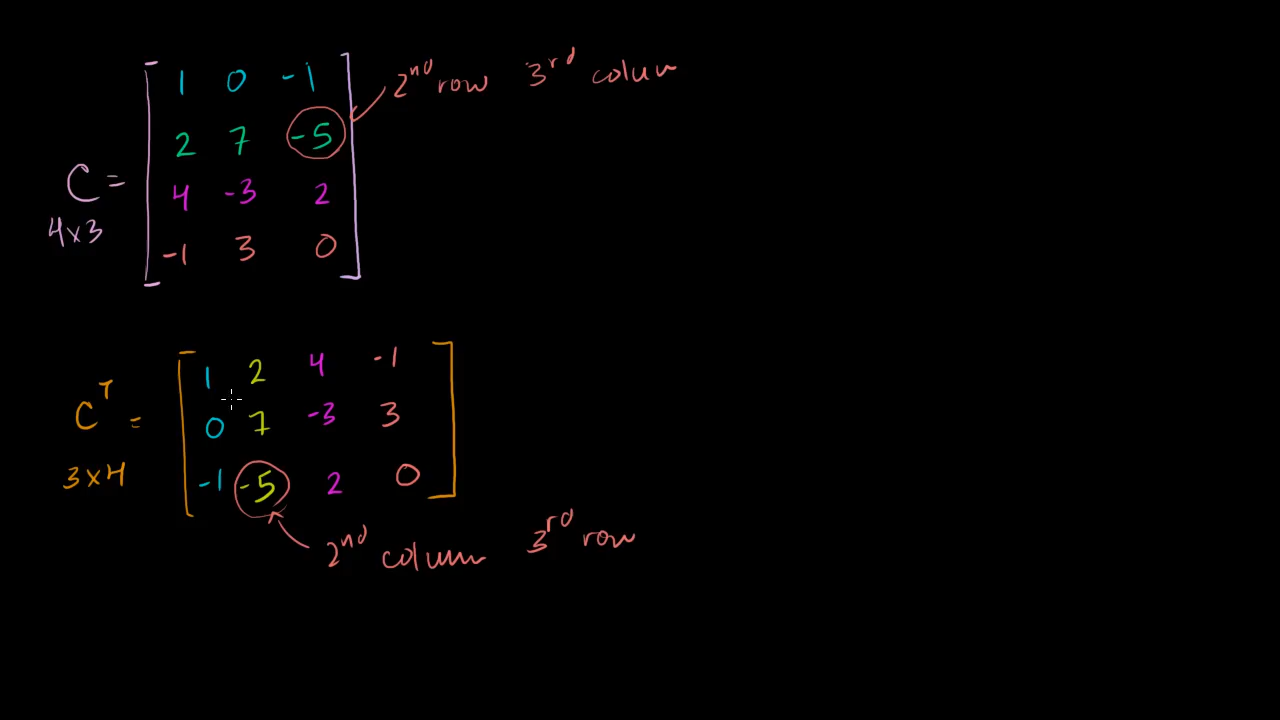 1 0 -1 2nd row 3rd colum
2 7 -5
C =
4 -3 2
4x3
-1 3 0
1 2 4 -1
C^T =
0 7 -3 3
3x4
-1 -5 2 0
2nd column 3rd row